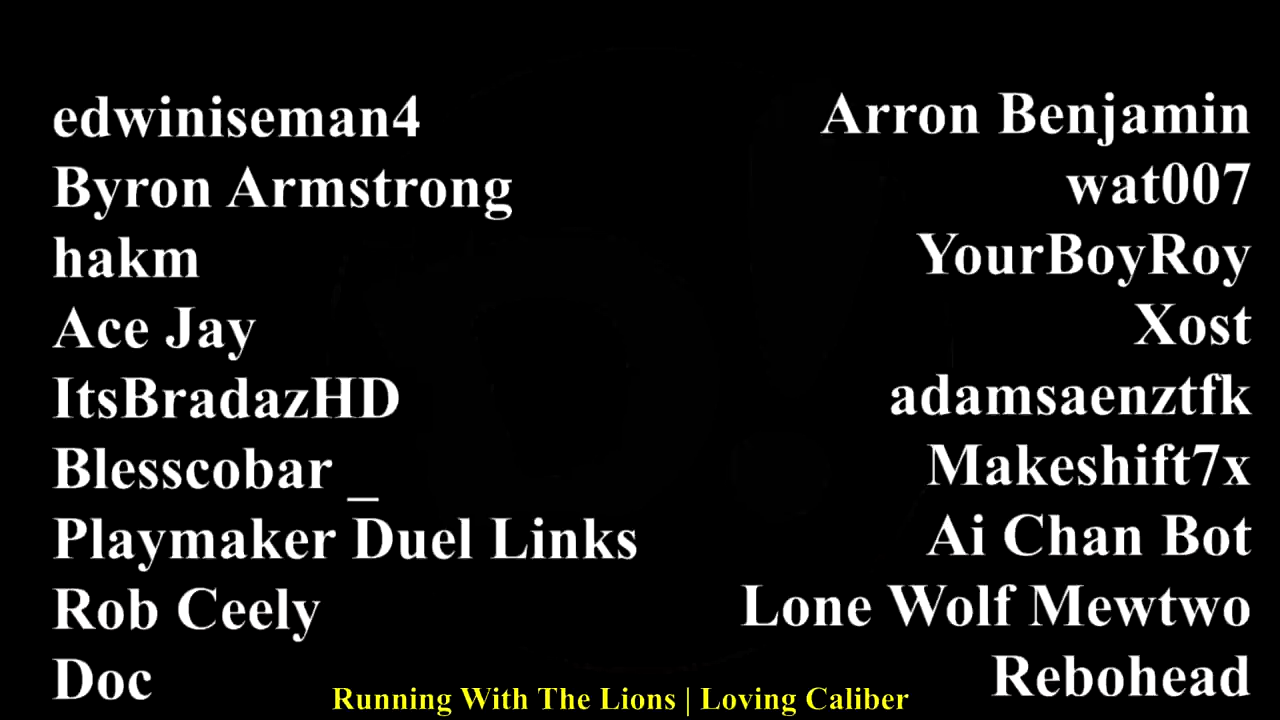 edwiniseman4
Byron Armstrong
hakm
Ace Jay
ItsBradazHD
Blesscobar _
Playmaker Duel Links
Rob Ceely
Doc
Arron Benjamin
wat007
YourBoyRoy
Xost
adamsaenztfk
Makeshift7x
Ai Chan Bot
Lone Wolf Mewtwo
Rebohead
Running With The Lions | Loving Caliber